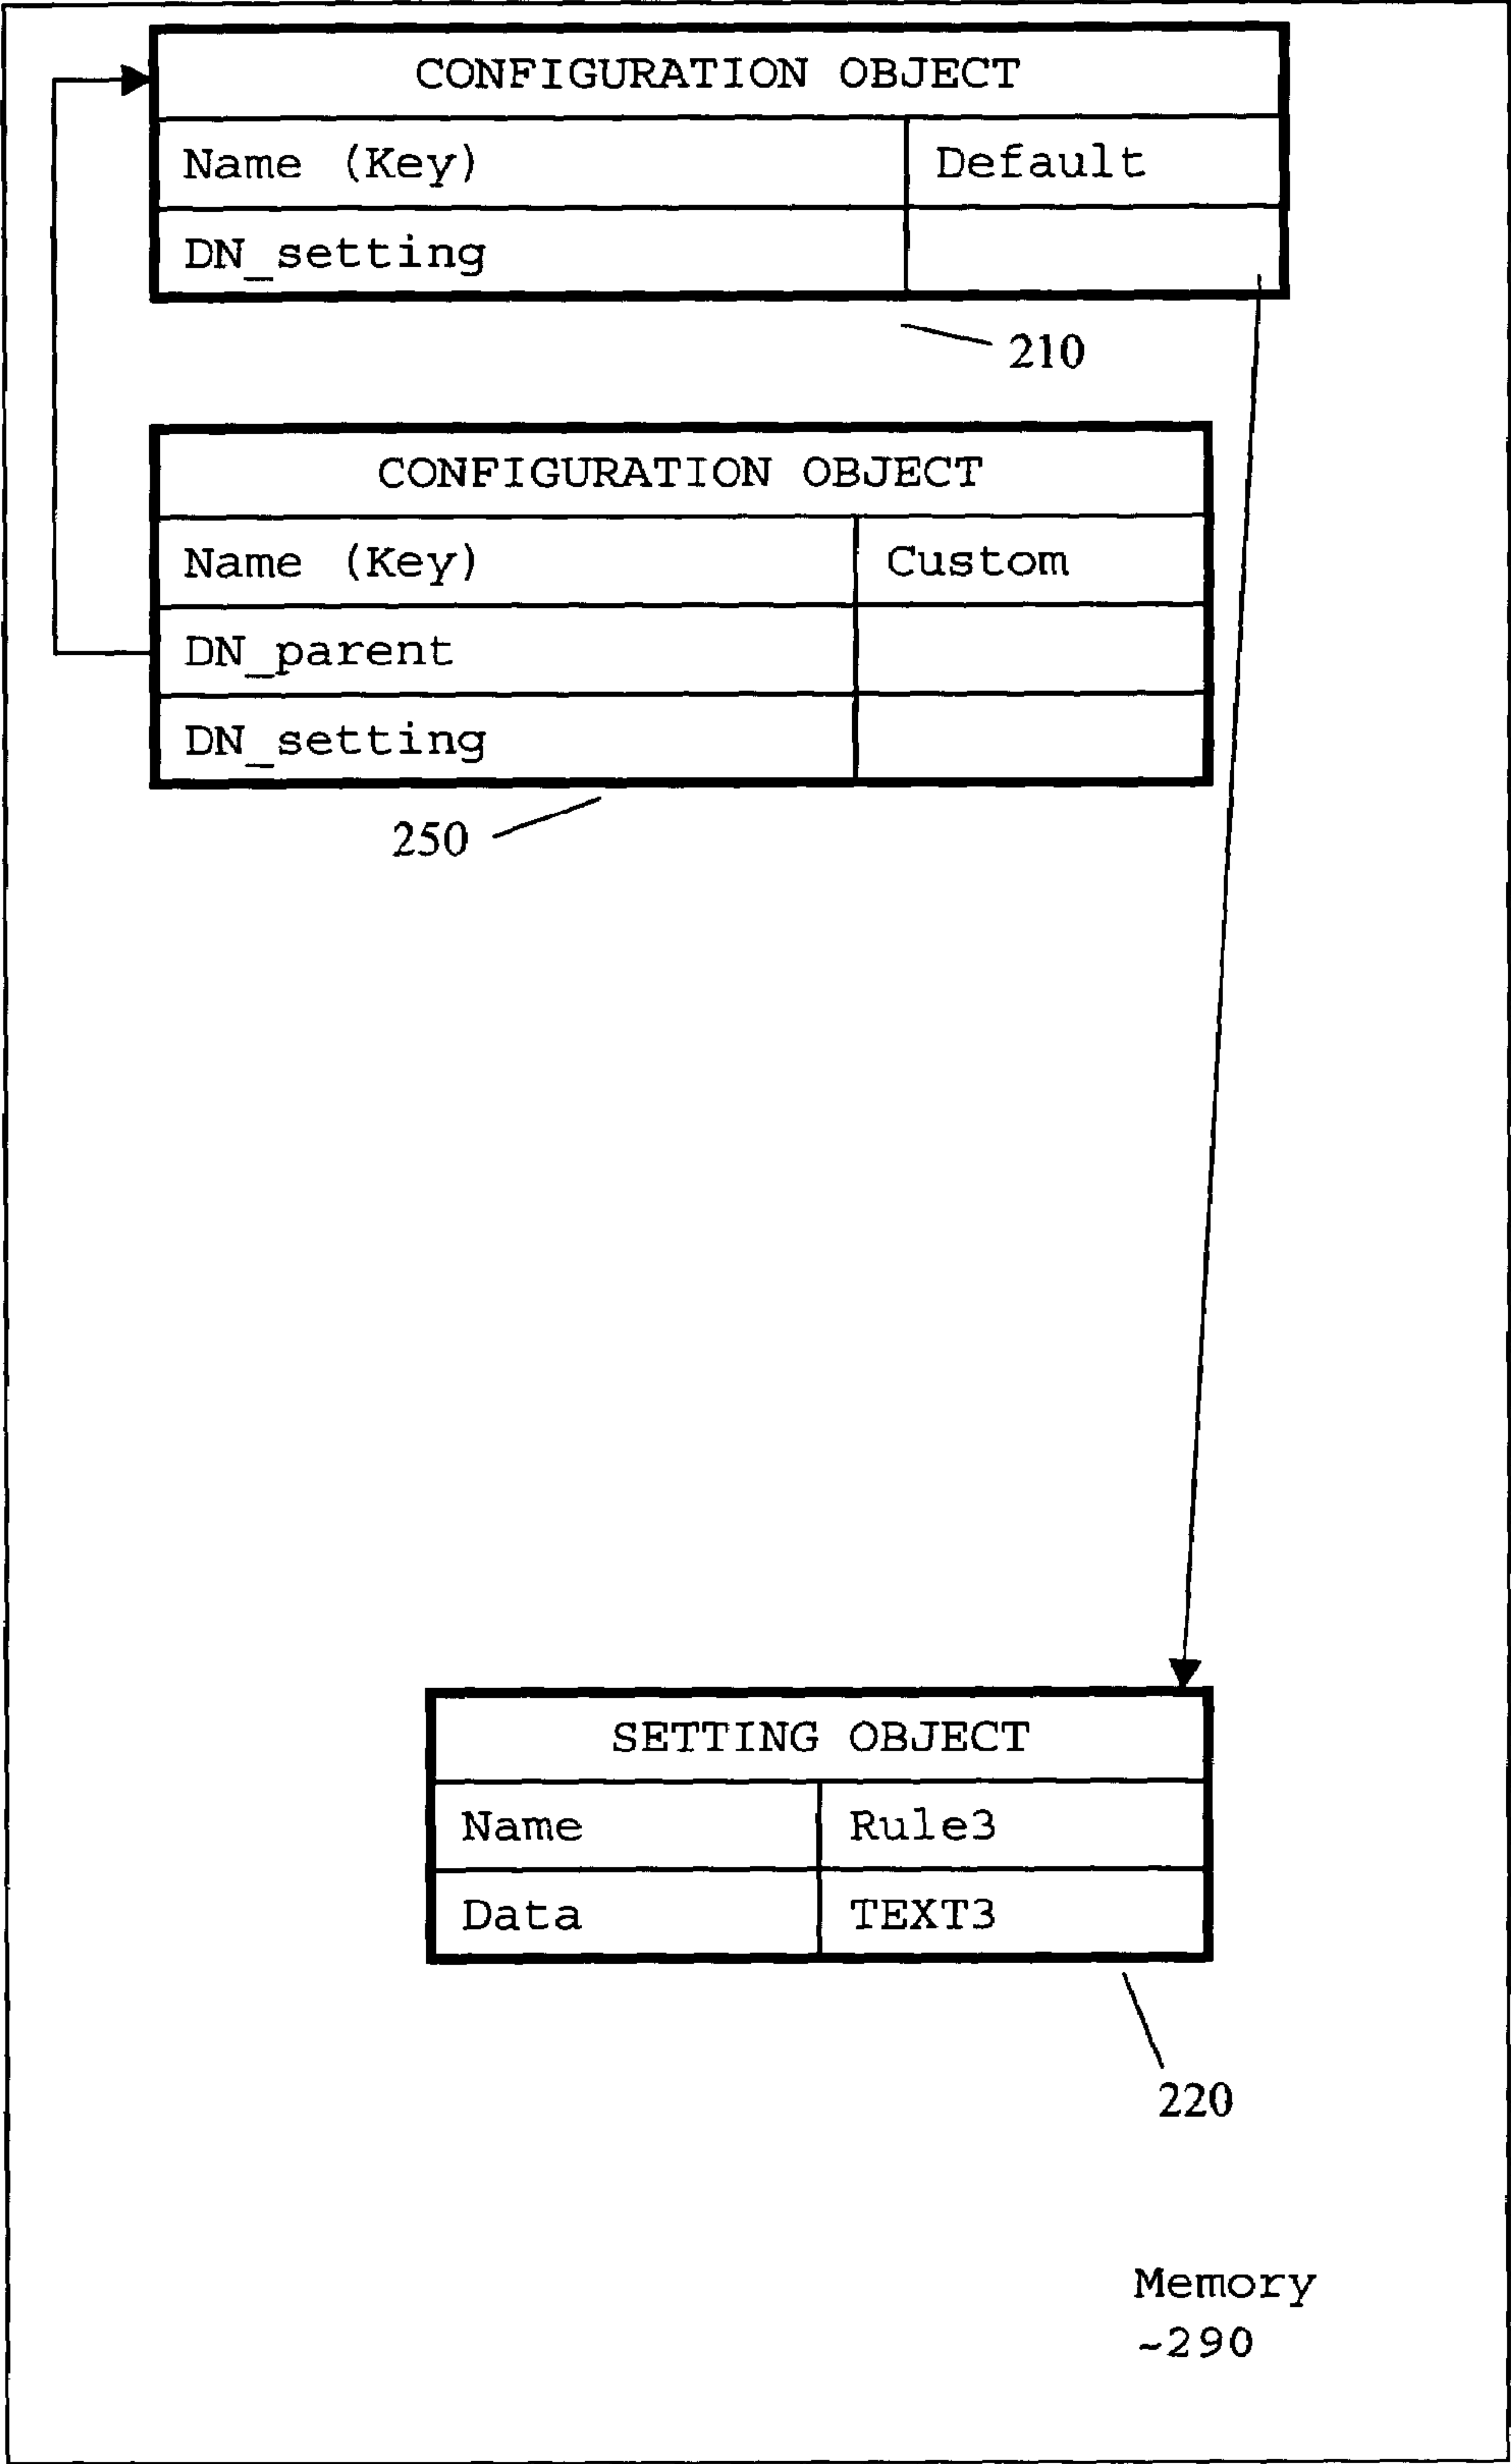 CONFIGURATION OBJECT
Name (Key) Default
DN_setting
210
CONFIGURATION OBJECT
Name (Key) Custom
DN_parent
DN_setting
250
SETTING OBJECT
Name Rule3
Data TEXT3
220
Memory
~290